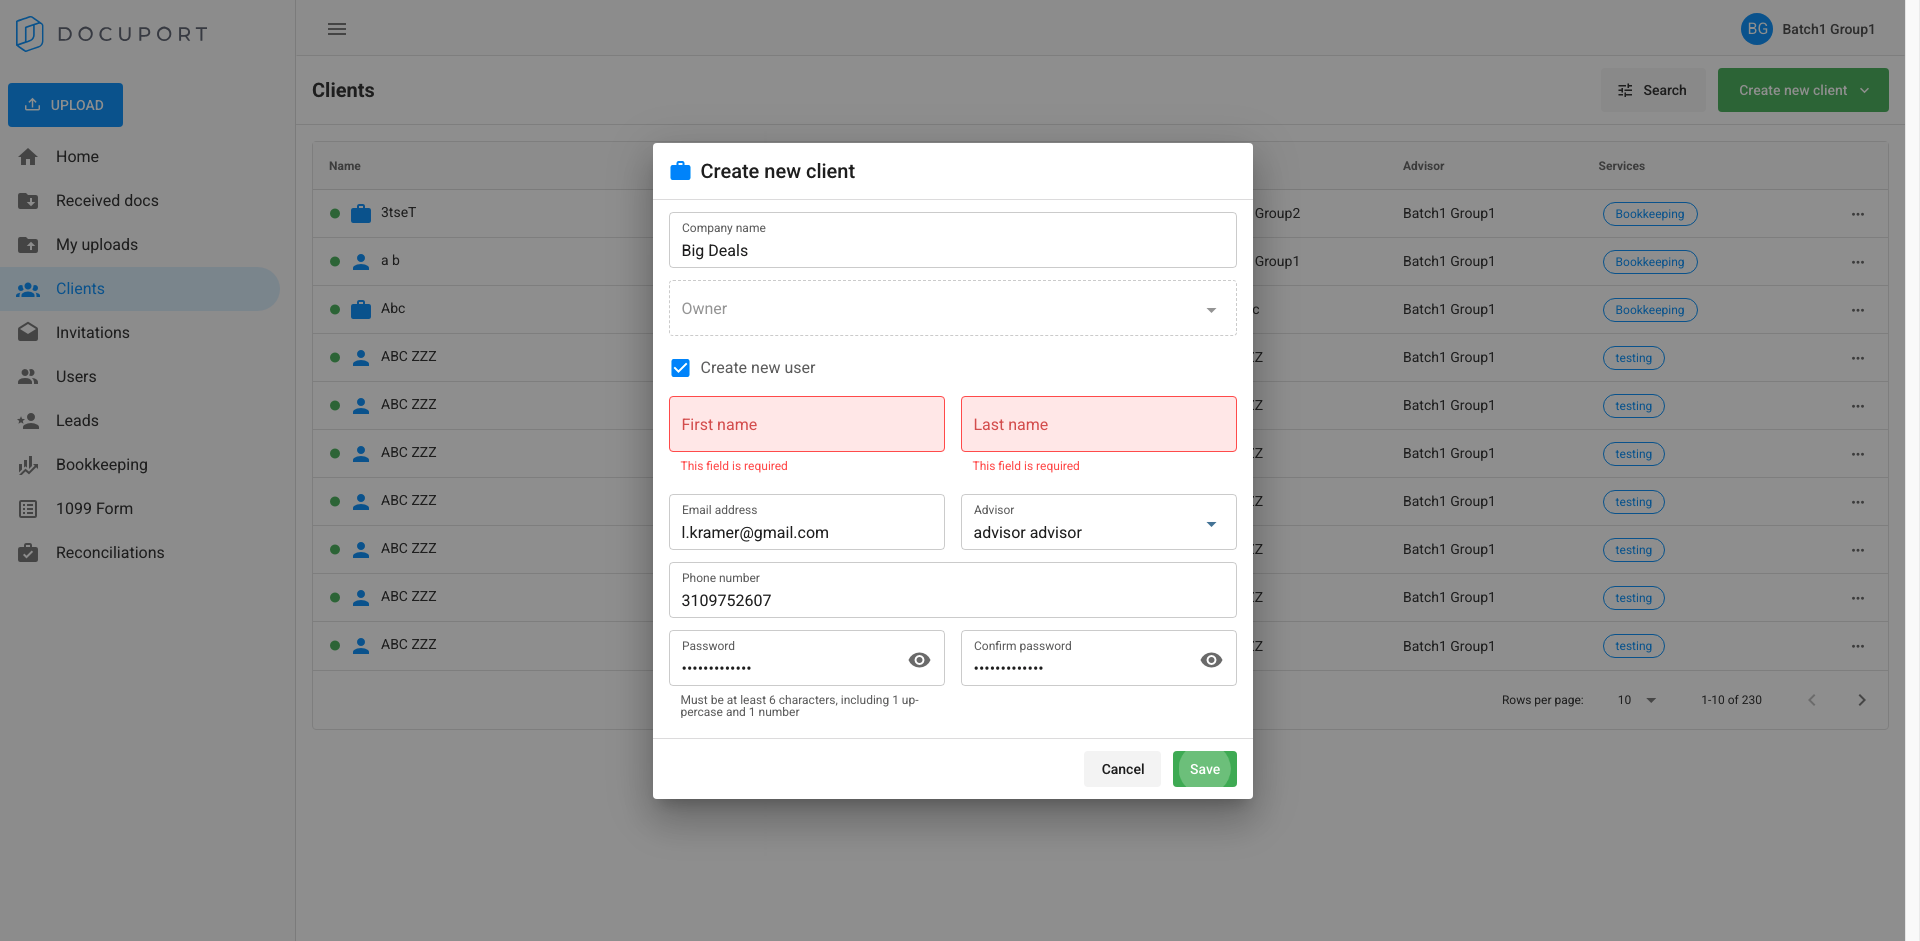 DOCUPORT
BG Batch1 Group1
UPLOAD
Clients
Search
Create new client
Home
Received docs
My uploads
Clients
Invitations
Users
Leads
Bookkeeping
1099 Form
Reconciliations
Name
Advisor
Services
3tseT
Group2
Batch1 Group1
Bookkeeping
a b
Group1
Batch1 Group1
Bookkeeping
Abc
c
Batch1 Group1
Bookkeeping
ABC ZZZ
Batch1 Group1
testing
ABC ZZZ
Batch1 Group1
testing
ABC ZZZ
Batch1 Group1
testing
ABC ZZZ
Batch1 Group1
testing
ABC ZZZ
Batch1 Group1
testing
ABC ZZZ
Batch1 Group1
testing
ABC ZZZ
Batch1 Group1
testing
Rows per page:
10
1-10 of 230
Create new client
Company name
Big Deals
Owner
Create new user
First name
This field is required
Last name
This field is required
Email address
l.kramer@gmail.com
Advisor
advisor advisor
Phone number
3109752607
Password
•••••••••••••
Confirm password
•••••••••••••
Must be at least 6 characters, including 1 up-
percase and 1 number
Cancel
Save